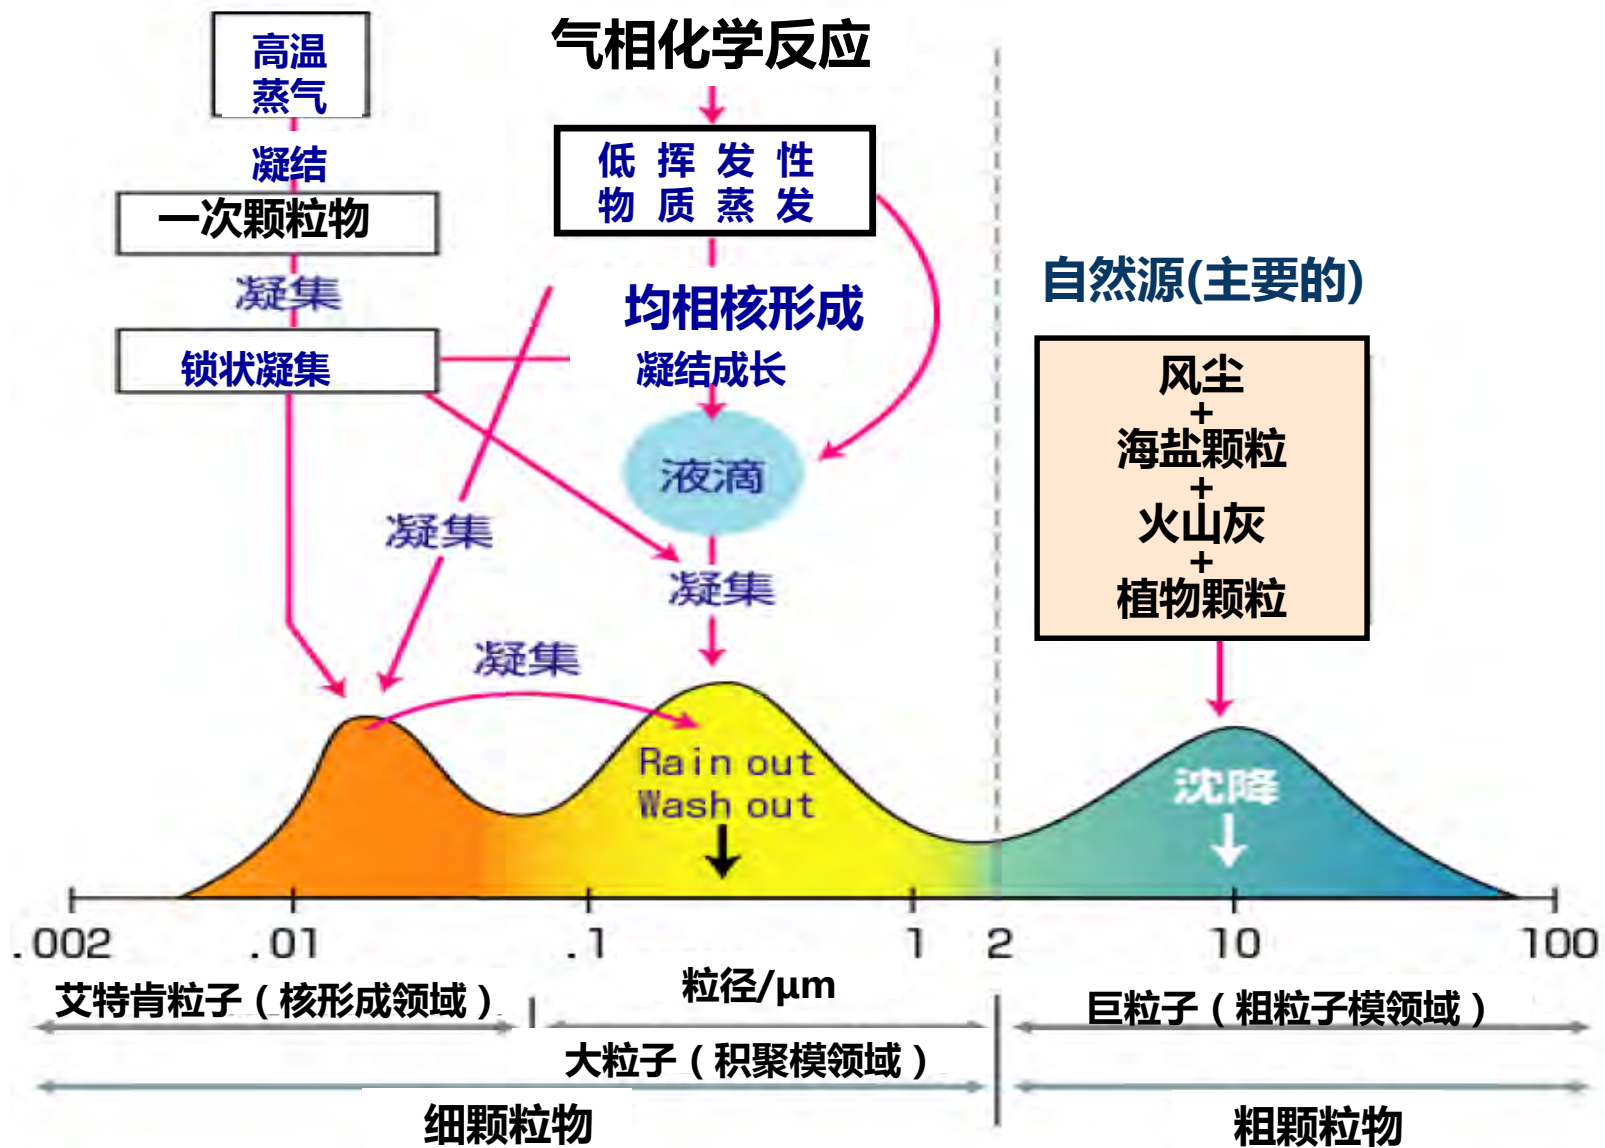 高温
蒸气
凝结
一次颗粒物
凝集
锁状凝集
气相化学反应
低挥发性
物质蒸发
均相核形成
凝结成长
液滴
凝集
凝集
凝集
自然源(主要的)
风尘
+
海盐颗粒
+
火山灰
+
植物颗粒
Rain out
Wash out
沈降
.002
.01
.1
1
2
10
100
粒径/μm
艾特肯粒子（核形成领域）
大粒子（积聚模领域）
巨粒子（粗粒子模领域）
细颗粒物
粗颗粒物